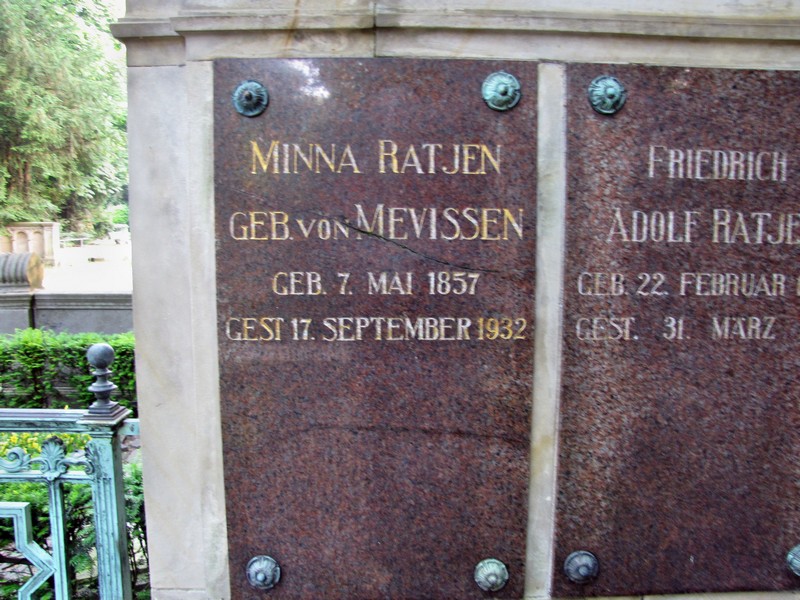 MINNA RATJEN
GEB. VON MEVISSEN
GEB. 7. MAI 1857
GEST 17. SEPTEMBER 1932
FRIEDRICH
ADOLF RATJE
GEB. 22. FEBRUAR
GEST. 31. MÄRZ